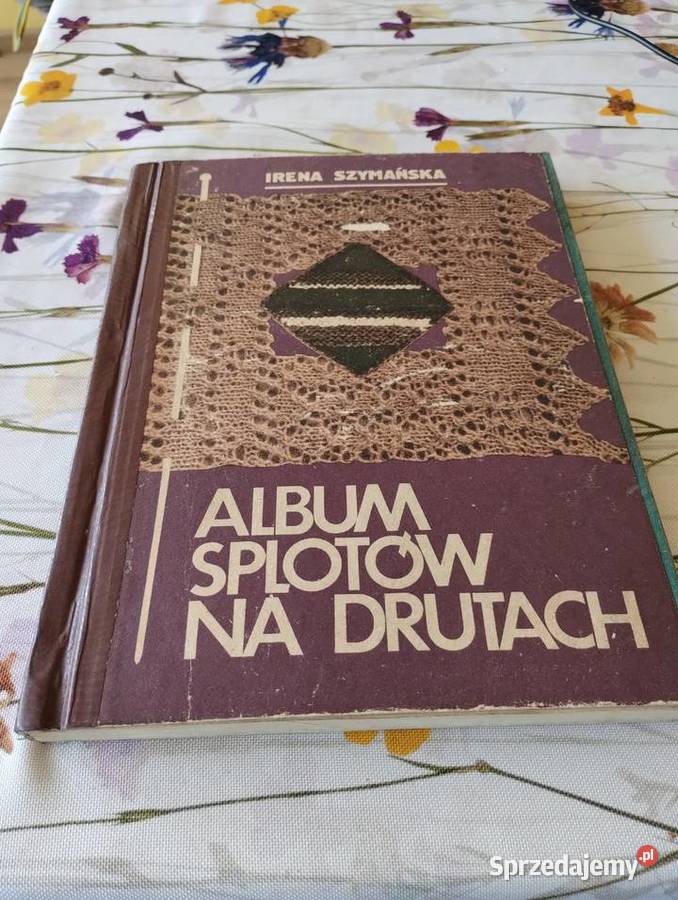 IRENA SZYMAŃSKA
ALBUM
SPLOTÓW
NA DRUTACH
Sprzedajemy.pl